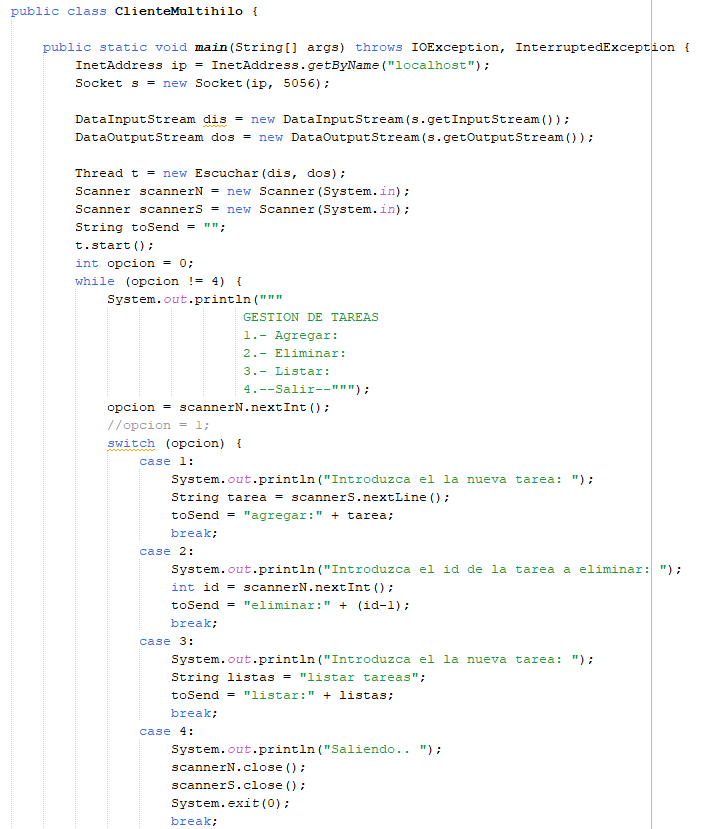 public class ClienteMultihilo {
public static void main(String[] args) throws IOException, InterruptedException {
InetAddress ip = InetAddress.getByName("localhost");
Socket s = new Socket(ip, 5056);
DataInputStream dis = new DataInputStream(s.getInputStream());
DataOutputStream dos = new DataOutputStream(s.getOutputStream());
Thread t = new Escuchar(dis, dos);
Scanner scannerN = new Scanner(System.in);
Scanner scannerS = new Scanner(System.in);
String toSend = "";
t.start();
int opcion = 0;
while (opcion != 4) {
System.out.println("""
GESTION DE TAREAS
1.- Agregar:
2.- Eliminar:
3.- Listar:
4.--Salir--""");
opcion = scannerN.nextInt();
//opcion = 1;
switch (opcion) {
case 1:
System.out.println("Introduzca el la nueva tarea: ");
String tarea = scannerS.nextLine();
toSend = "agregar:" + tarea;
break;
case 2:
System.out.println("Introduzca el id de la tarea a eliminar: ");
int id = scannerN.nextInt();
toSend = "eliminar:" + (id-1);
break;
case 3:
System.out.println("Introduzca el la nueva tarea: ");
String listas = "listar tareas";
toSend = "listar:" + listas;
break;
case 4:
System.out.println("Saliendo.. ");
scannerN.close();
scannerS.close();
System.exit(0);
break;